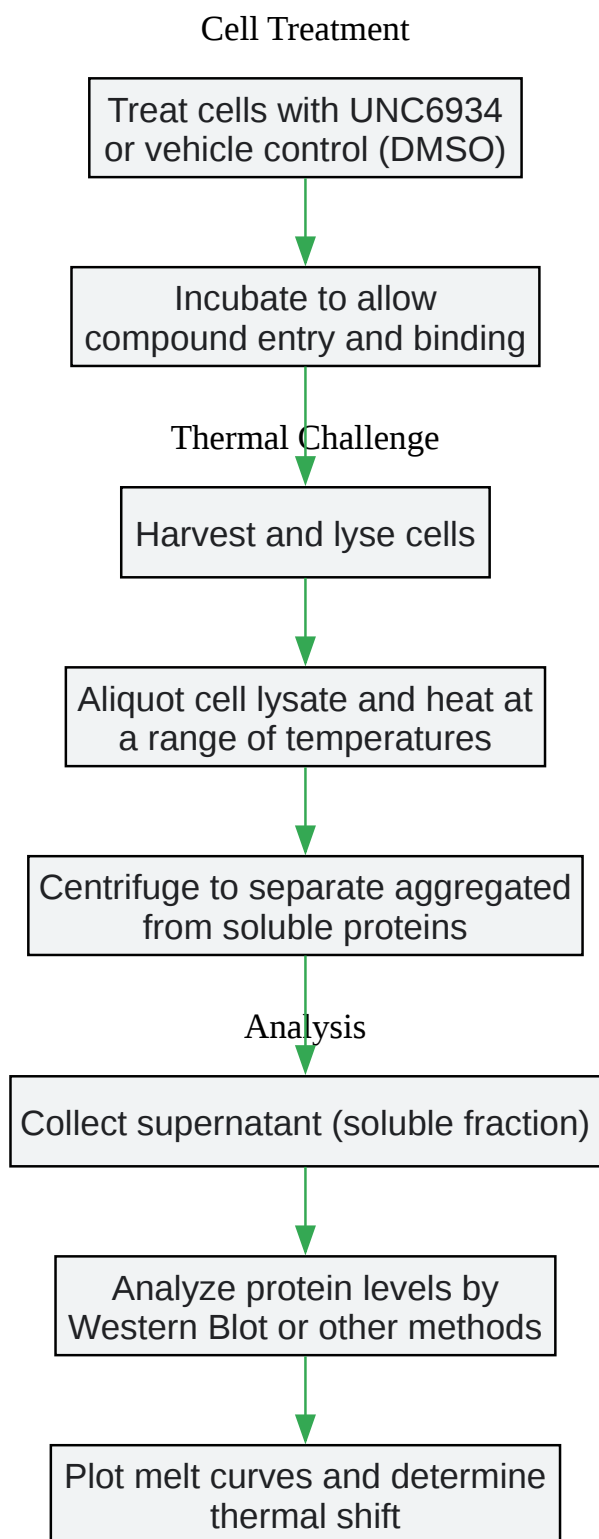 Cell Treatment
Treat cells with UNC6934
or vehicle control (DMSO)
Incubate to allow
compound entry and binding
Thermal Challenge
Harvest and lyse cells
Aliquot cell lysate and heat at
a range of temperatures
Centrifuge to separate aggregated
from soluble proteins
Analysis
Collect supernatant (soluble fraction)
Analyze protein levels by
Western Blot or other methods
Plot melt curves and determine
thermal shift